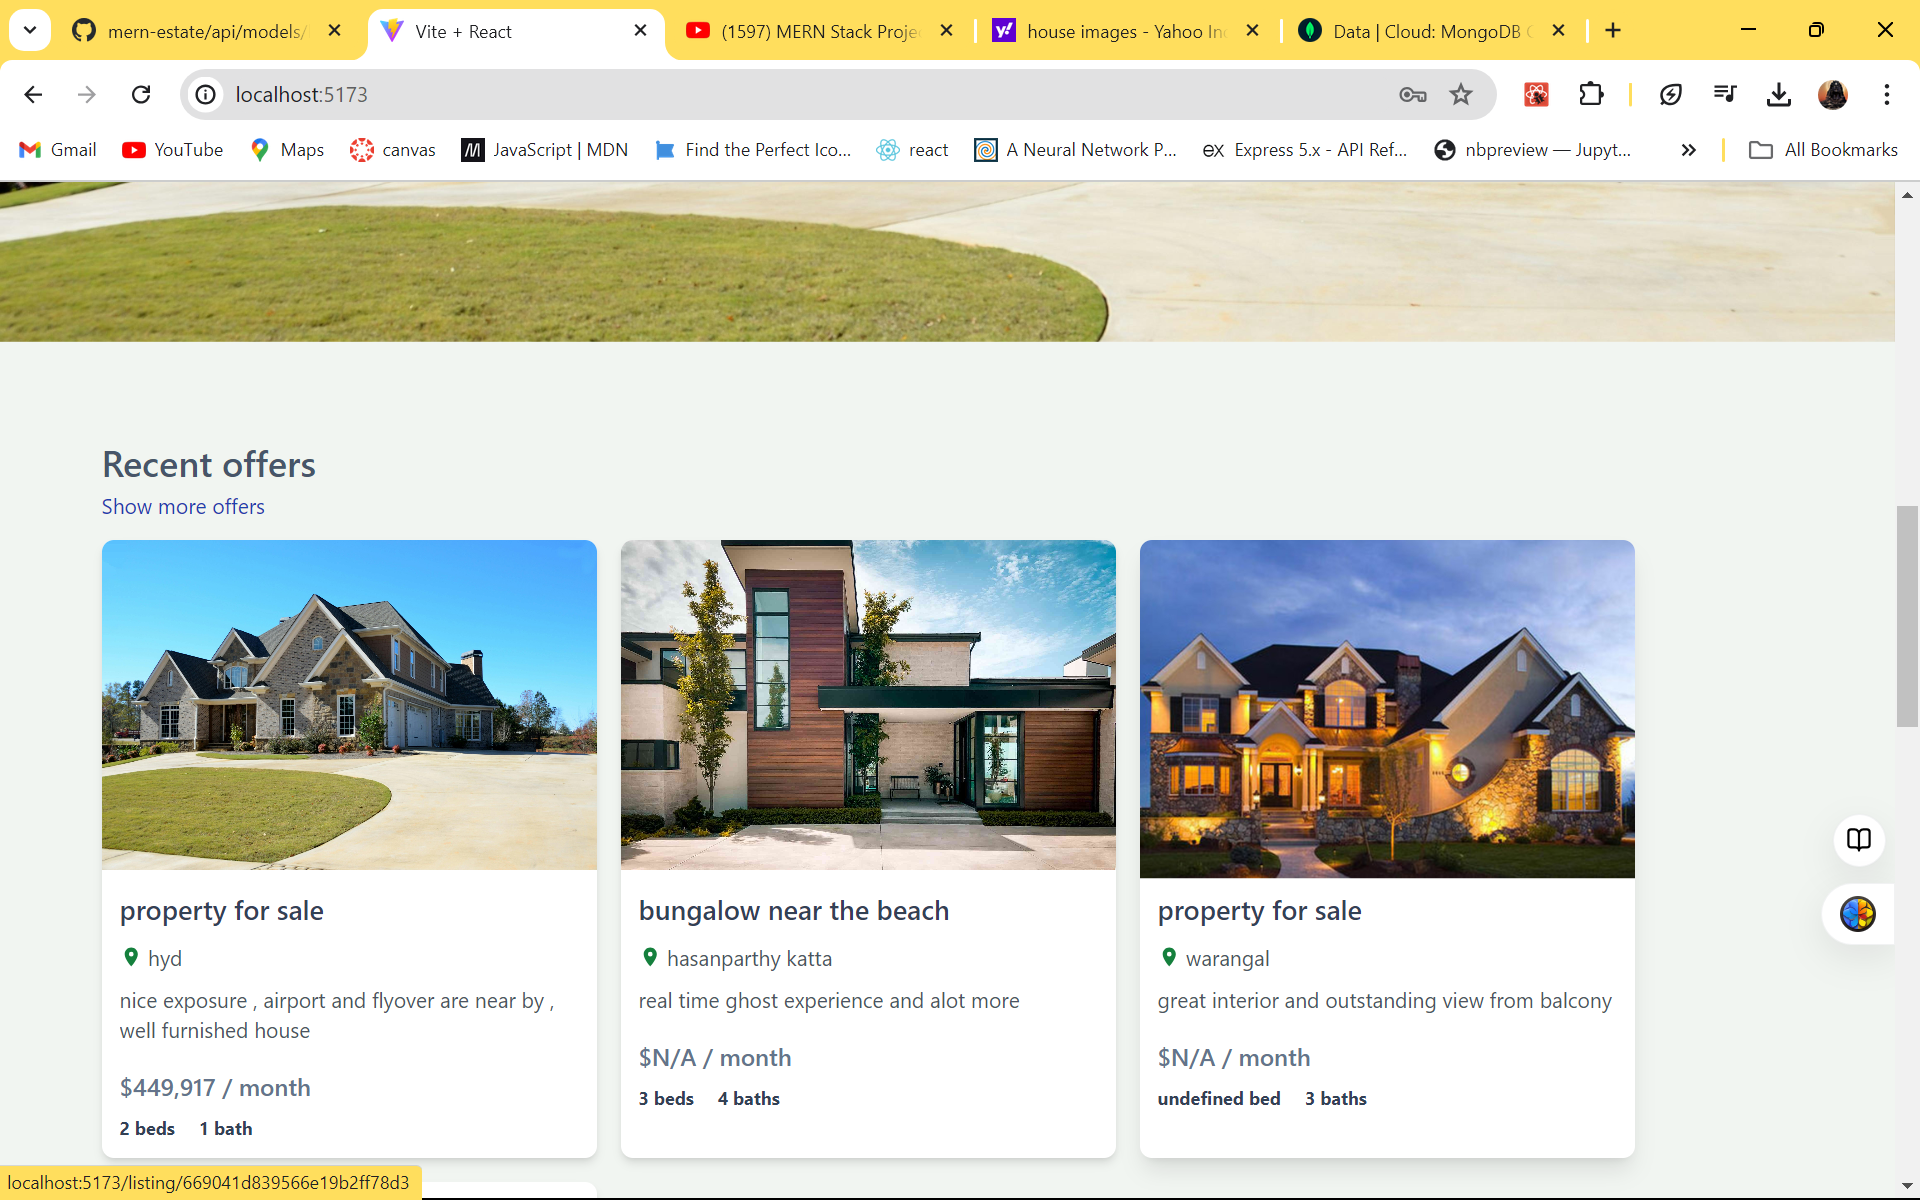 mern-estate/api/models/
Vite + React
(1597) MERN Stack Proje
house images - Yahoo
Data | Cloud: MongoDB
localhost:5173
Gmail
YouTube
Maps
canvas
JavaScript | MDN
Find the Perfect Ico...
react
A Neural Network P...
ex Express 5.x - API Ref...
nbpreview — Jupyt...
All Bookmarks
Recent offers
Show more offers
property for sale
hyd
nice exposure , airport and flyover are near by ,
well furnished house
$449,917 / month
2 beds 1 bath
bungalow near the beach
hasanparthy katta
real time ghost experience and alot more
$N/A / month
3 beds 4 baths
property for sale
warangal
great interior and outstanding view from balcony
$N/A / month
undefined bed 3 baths
localhost:5173/listing/669041d839566e19b2ff78d3